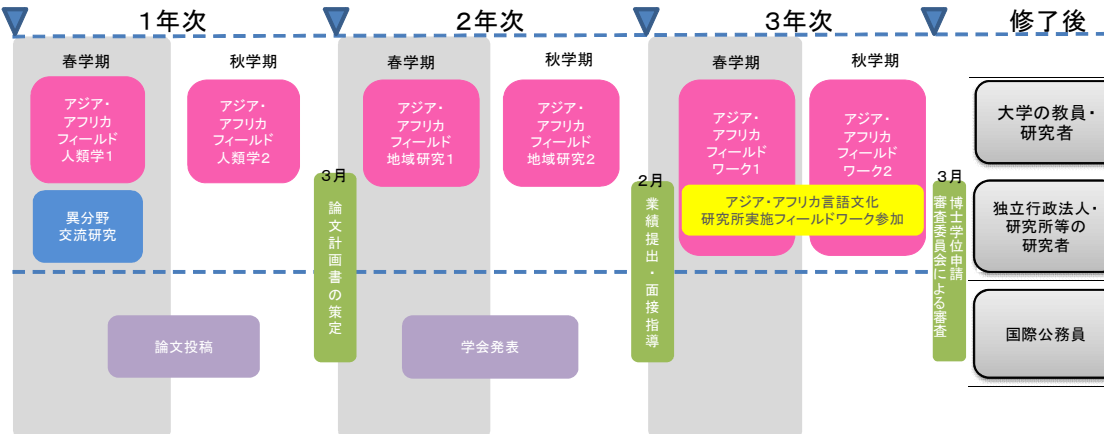 1年次
2年次
3年次
修了後
春学期
秋学期
春学期
秋学期
春学期
秋学期
アジア・
アフリカ
フィールド
人類学1
アジア・
アフリカ
フィールド
人類学2
アジア・
アフリカ
フィールド
地域研究1
アジア・
アフリカ
フィールド
地域研究2
アジア・
アフリカ
フィールド
ワーク1
アジア・
アフリカ
フィールド
ワーク2
異分野
交流研究
アジア・アフリカ言語文化
研究所実施フィールドワーク参加
3月
論文計画書の策定
2月
業績提出・面接指導
3月
博士学位申請
審査委員会による審査
論文投稿
学会発表
大学の教員・
研究者
独立行政法人・
研究所等の
研究者
国際公務員